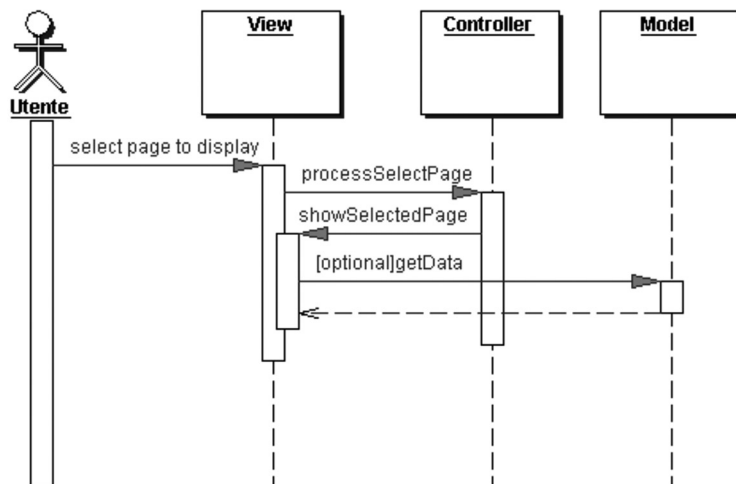 View
Controller
Model
Utente
select page to display
processSelectPage
showSelectedPage
[optional]getData